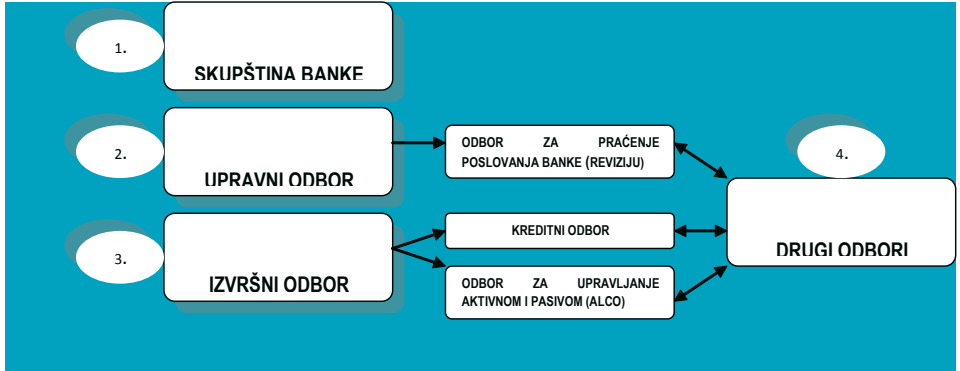 1.
SKUPŠTINA BANKE
2.
UPRAVNI ODBOR
ODBOR ZA PRAĆENJE
POSLOVANJA BANKE (REVIZIJU)
4.
DRUGI ODBORI
3.
IZVRŠNI ODBOR
KREDITNI ODBOR
ODBOR ZA UPRAVLJANJE
AKTIVNOM I PASIVOM (ALCO)